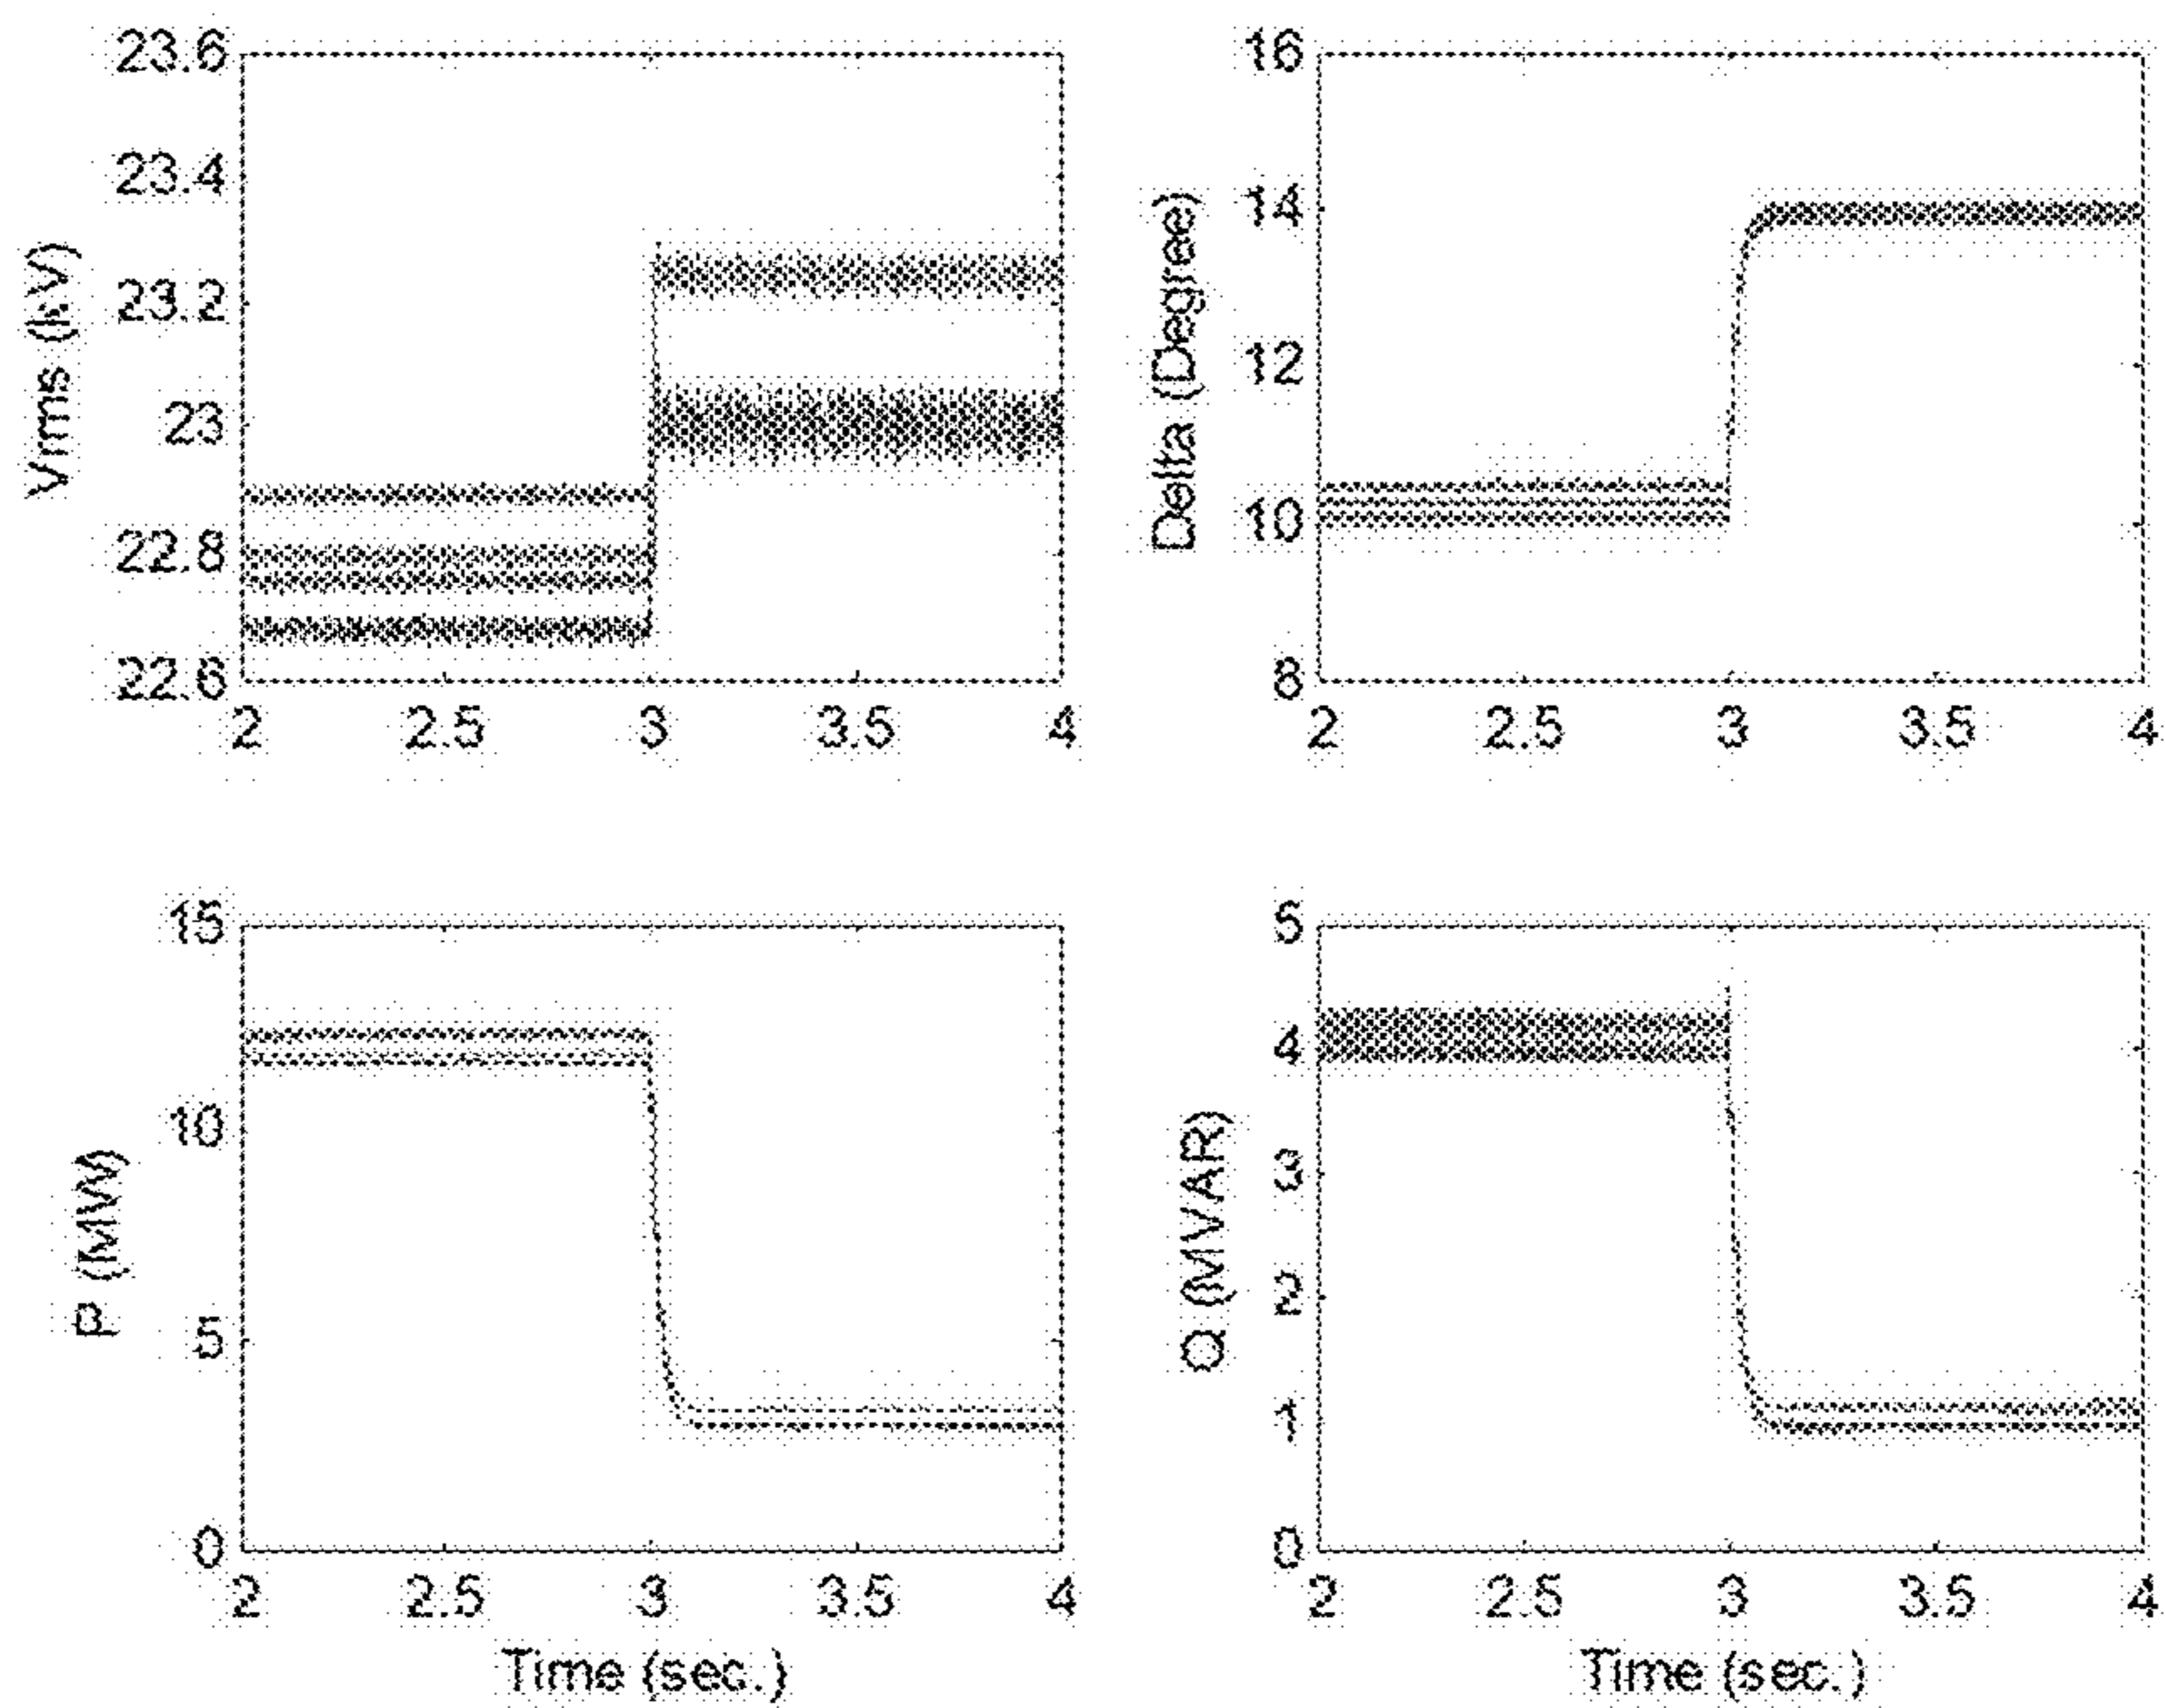 Vrms (kV)
23.6
23.4
23.2
23
22.8
22.6
2 2.5 3 3.5 4
Delta (Degree)
16
14
12
10
8
2 2.5 3 3.5 4
P (MW)
15
10
5
0
2 2.5 3 3.5 4
Time (sec.)
Q (MVAR)
5
4
3
2
1
0
2 2.5 3 3.5 4
Time (sec.)